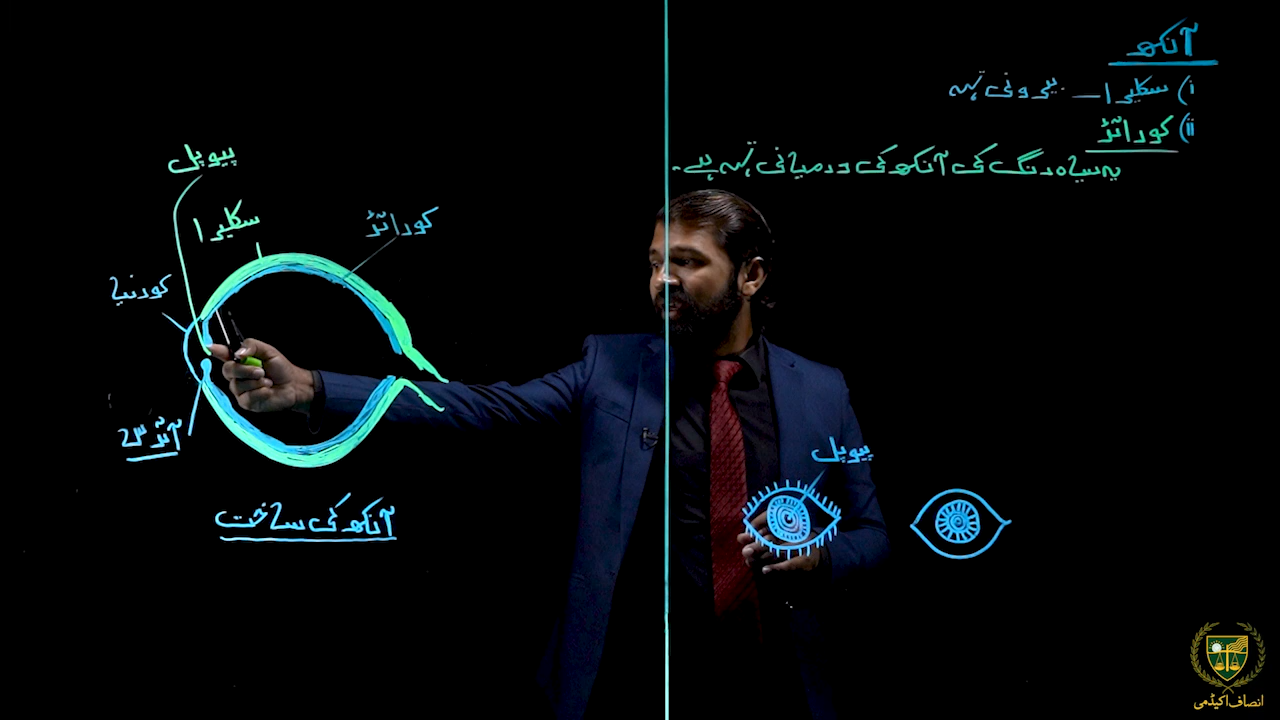 آنکھ
i) سکلیرا — بیرونی تہہ
ii) کورائڈ
یہ سیاہ رنگ کی آنکھ کی درمیانی تہہ ہے۔
پیوپل
سکلیرا
کورائڈ
کورنیا
آئرس
آنکھ کی ساخت
پیوپل
انصاف اکیڈمی